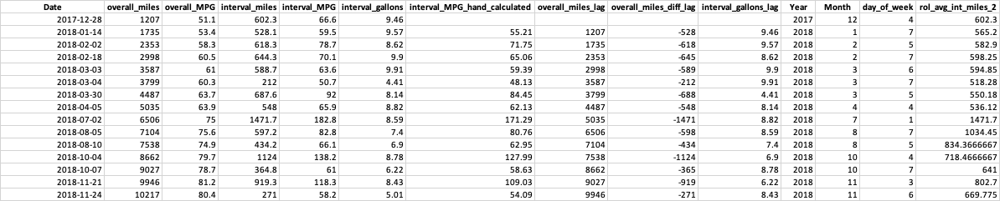 Date overall_miles overall_MPG interval_miles interval_MPG interval_gallons interval_MPG_hand_calculated overall_miles_lag overall_miles_diff_lag interval_gallons_lag Year Month day_of_week rol_avg_int_miles_2
2017-12-28 1207 51.1 602.3 66.6 9.46 2017 12 4 602.3
2018-01-14 1735 53.4 528.1 59.5 9.57 55.21 1207 -528 9.46 2018 1 7 565.2
2018-02-02 2353 58.3 618.3 78.7 8.62 71.75 1735 -618 9.57 2018 2 5 582.9
2018-02-18 2998 60.5 644.3 70.1 9.9 65.06 2353 -645 8.62 2018 2 7 598.25
2018-03-03 3587 61 588.7 63.6 9.91 59.39 2998 -589 9.9 2018 3 6 594.85
2018-03-04 3799 60.3 212 50.7 4.41 48.13 3587 -212 9.91 2018 3 7 518.28
2018-03-30 4487 63.7 687.6 92 8.14 84.45 3799 -688 4.41 2018 3 5 550.18
2018-04-05 5035 63.9 548 65.9 8.82 62.13 4487 -548 8.14 2018 4 4 536.12
2018-07-02 6506 75 1471.7 182.8 8.59 171.29 5035 -1471 8.82 2018 7 1 1471.7
2018-08-05 7104 75.6 597.2 82.8 7.4 80.76 6506 -598 8.59 2018 8 7 1034.45
2018-08-10 7538 74.9 434.2 66.1 6.9 62.95 7104 -434 7.4 2018 8 5 834.3666667
2018-10-04 8662 79.7 1124 138.2 8.78 127.99 7538 -1124 6.9 2018 10 4 718.4666667
2018-10-07 9027 78.7 364.8 61 6.22 58.63 8662 -365 8.78 2018 10 7 641
2018-11-21 9946 81.2 919.3 118.3 8.43 109.03 9027 -919 6.22 2018 11 3 802.7
2018-11-24 10217 80.4 271 58.2 5.01 54.09 9946 -271 8.43 2018 11 6 669.775